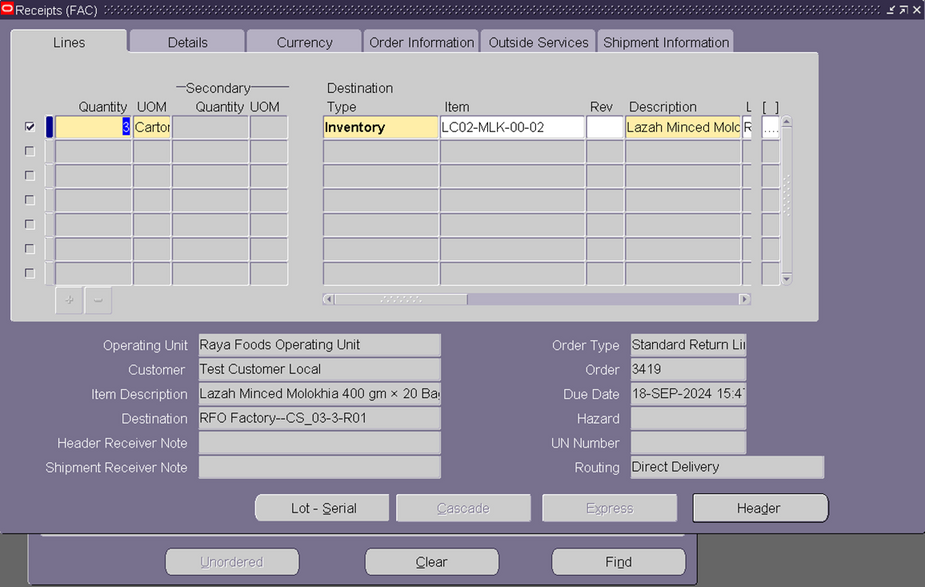 Receipts (FAC)
Lines Details Currency Order Information Outside Services Shipment Information
Secondary Destination
Quantity UOM Quantity UOM Type Item Rev Description L [ ]
3 Carton Inventory LC02-MLK-00-02 Lazah Minced Molo R ....
+ −
Operating Unit Raya Foods Operating Unit Order Type Standard Return Li
Customer Test Customer Local Order 3419
Item Description Lazah Minced Molokhia 400 gm × 20 Ba Due Date 18-SEP-2024 15:4
Destination RFO Factory--CS_03-3-R01 Hazard
Header Receiver Note UN Number
Shipment Receiver Note Routing Direct Delivery
Lot - Serial Cascade Express Header
Unordered Clear Find